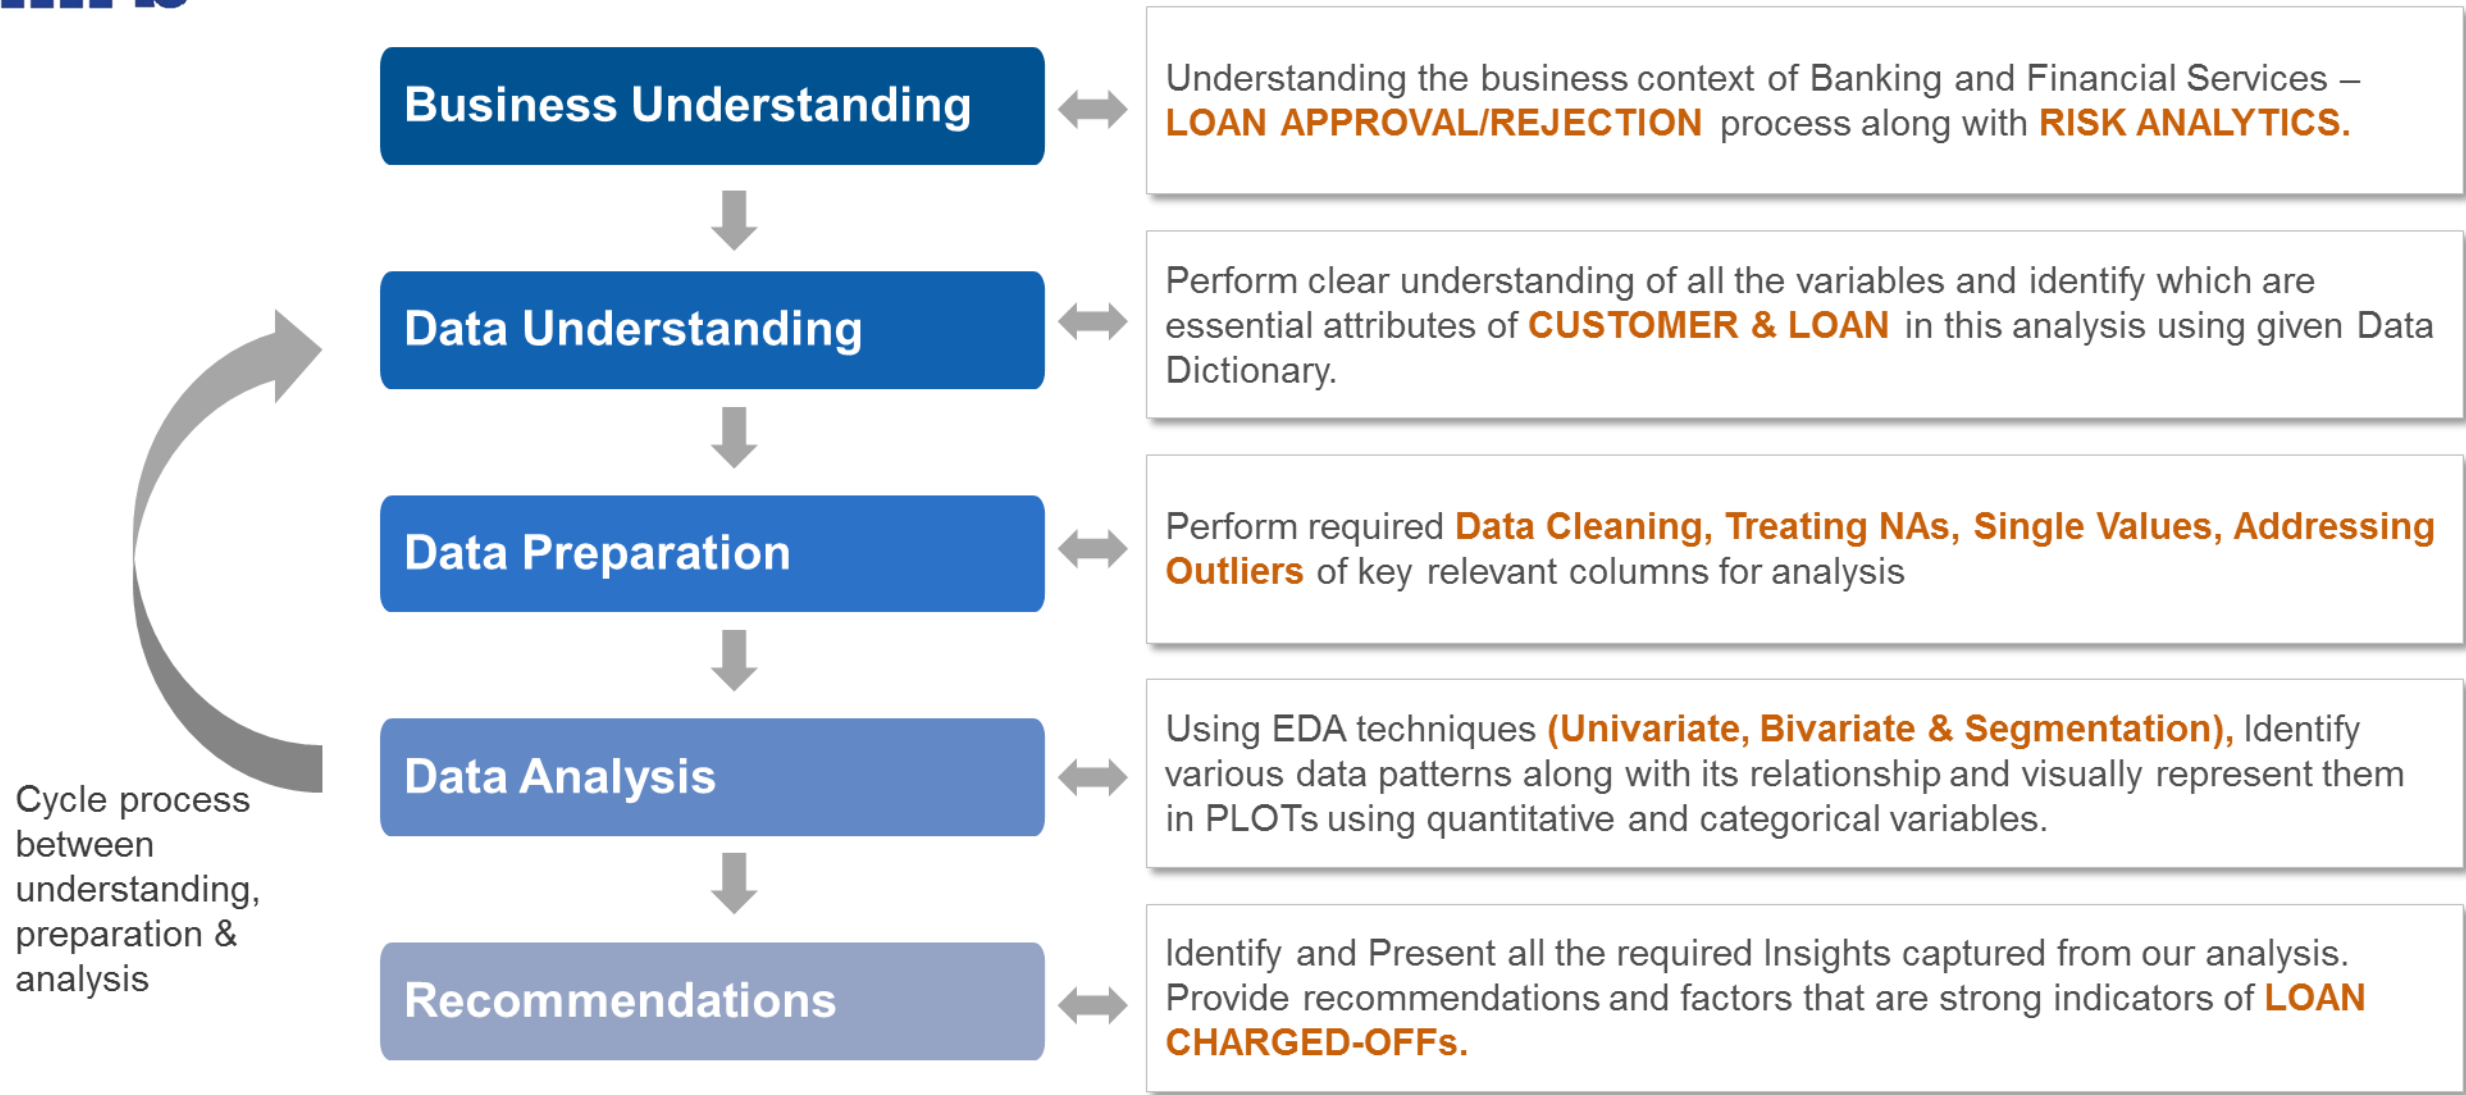 Business Understanding
Understanding the business context of Banking and Financial Services –
LOAN APPROVAL/REJECTION process along with RISK ANALYTICS.
Data Understanding
Perform clear understanding of all the variables and identify which are
essential attributes of CUSTOMER & LOAN in this analysis using given Data
Dictionary.
Data Preparation
Perform required Data Cleaning, Treating NAs, Single Values, Addressing
Outliers of key relevant columns for analysis
Data Analysis
Using EDA techniques (Univariate, Bivariate & Segmentation), Identify
various data patterns along with its relationship and visually represent them
in PLOTs using quantitative and categorical variables.
Cycle process
between
understanding,
preparation &
analysis
Recommendations
Identify and Present all the required Insights captured from our analysis.
Provide recommendations and factors that are strong indicators of LOAN
CHARGED-OFFs.